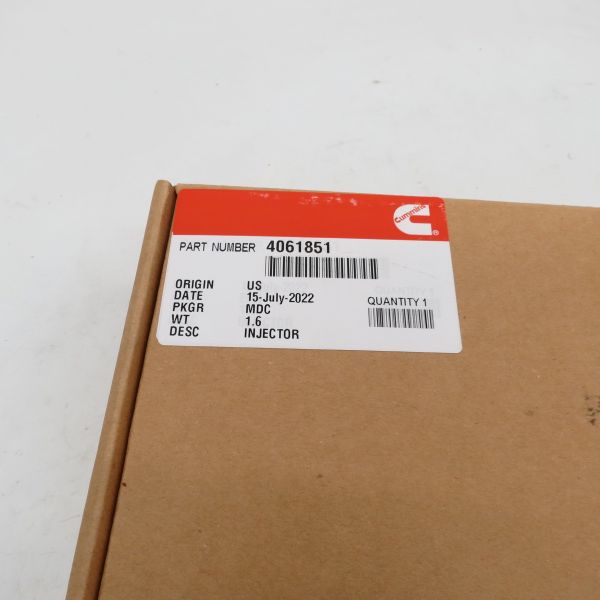 Cummins
PART NUMBER 4061851
ORIGIN US
DATE 15-July-2022
PKGR MDC
WT 1.6
DESC INJECTOR
QUANTITY 1